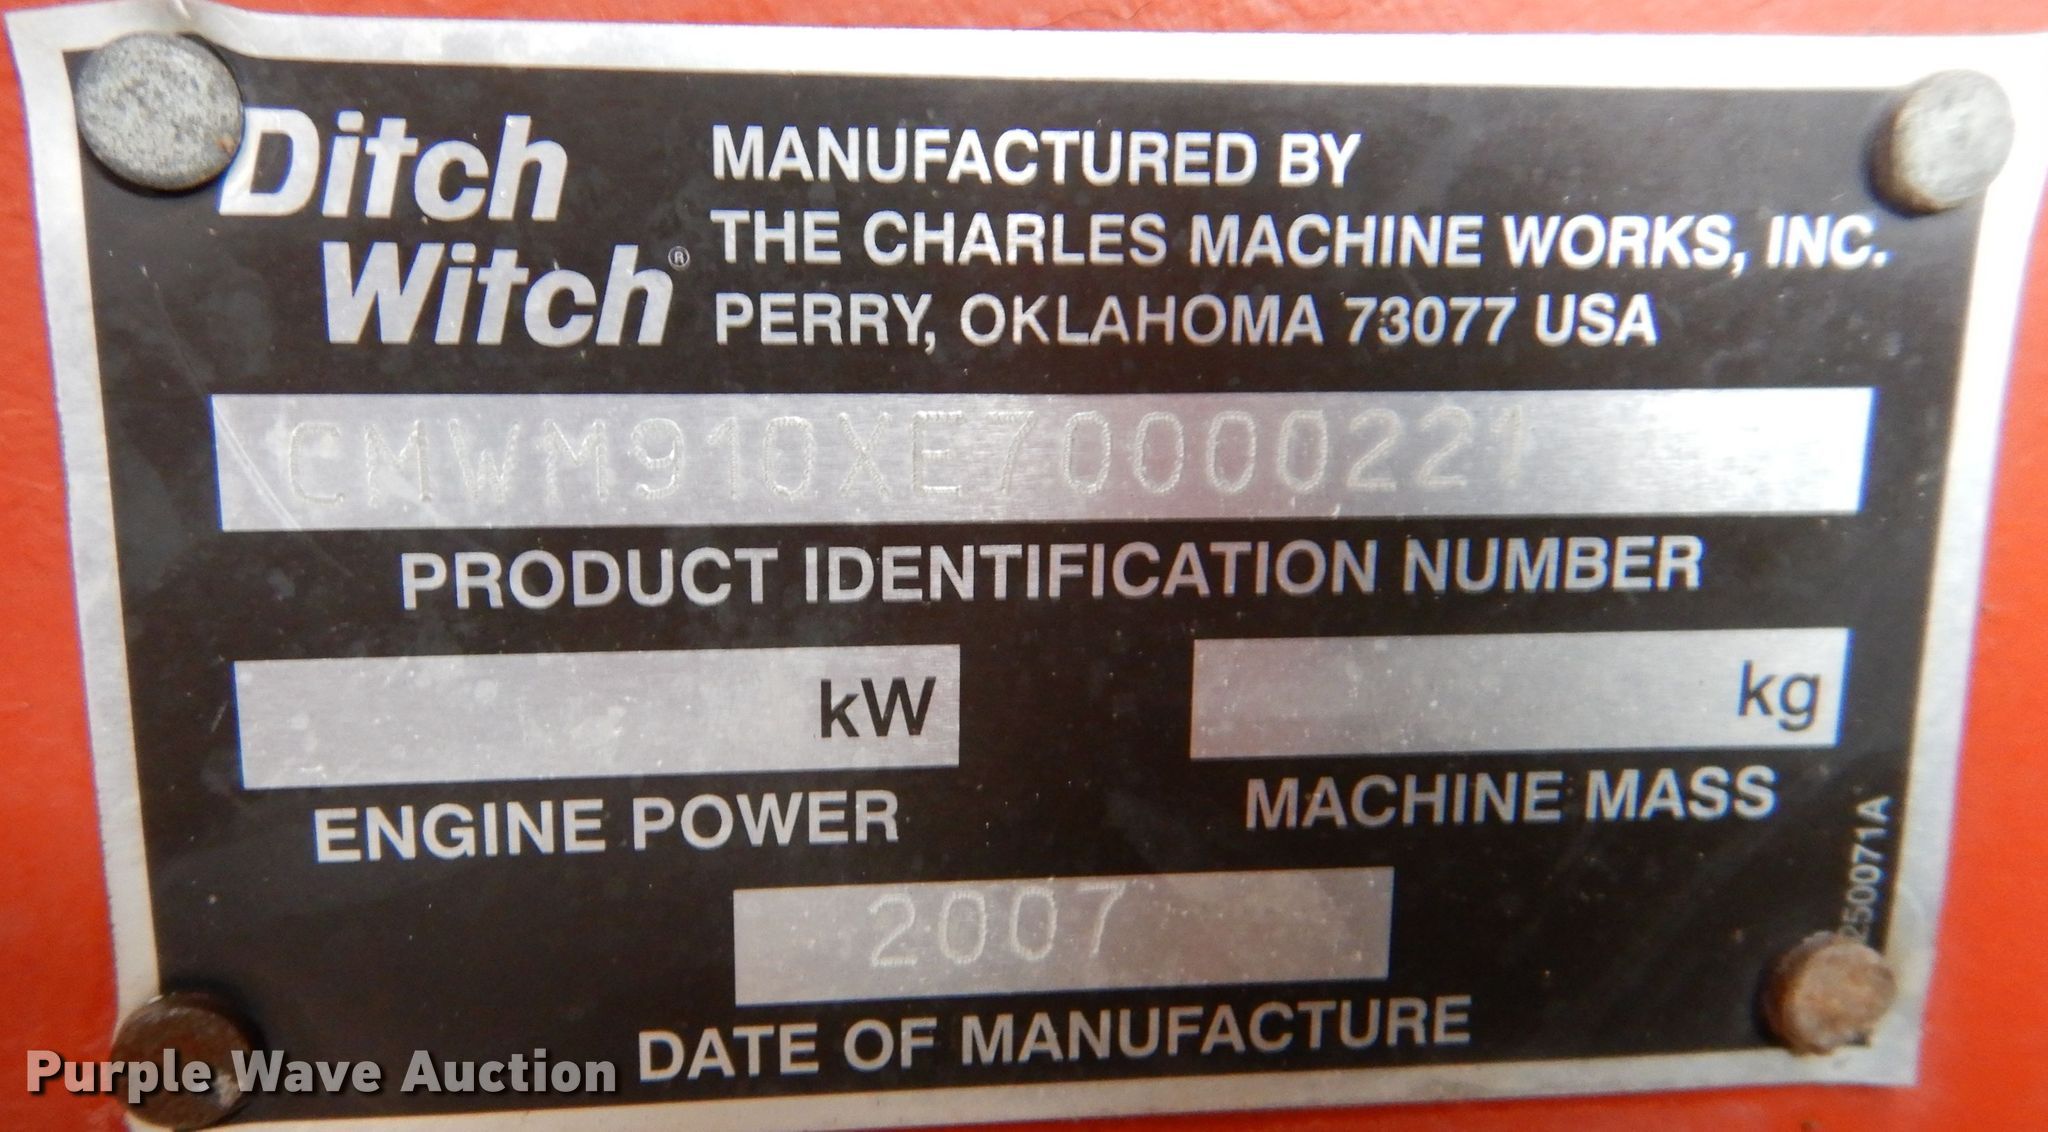 Ditch
Witch®
MANUFACTURED BY
THE CHARLES MACHINE WORKS, INC.
PERRY, OKLAHOMA 73077 USA
CMWM910XE70000221
PRODUCT IDENTIFICATION NUMBER
kW
ENGINE POWER
kg
MACHINE MASS
2007
DATE OF MANUFACTURE
250071A
Purple Wave Auction